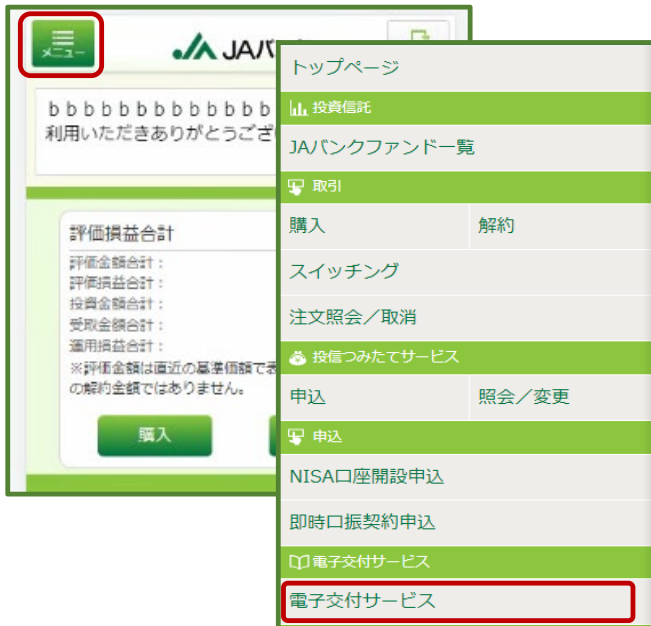 メニュー
JAバ
bbbbbbbbbbbbb
利用いただきありがとうござ
評価損益合計
評価金額合計：
評価損益合計：
投資金額合計：
受取金額合計：
運用損益合計：
※評価金額は直近の基準価額で表
の解約金額ではありません。
購入
トップページ
投資信託
JAバンクファンド一覧
取引
購入 解約
スイッチング
注文照会／取消
投信つみたてサービス
申込 照会／変更
申込
NISA口座開設申込
即時口振契約申込
電子交付サービス
電子交付サービス